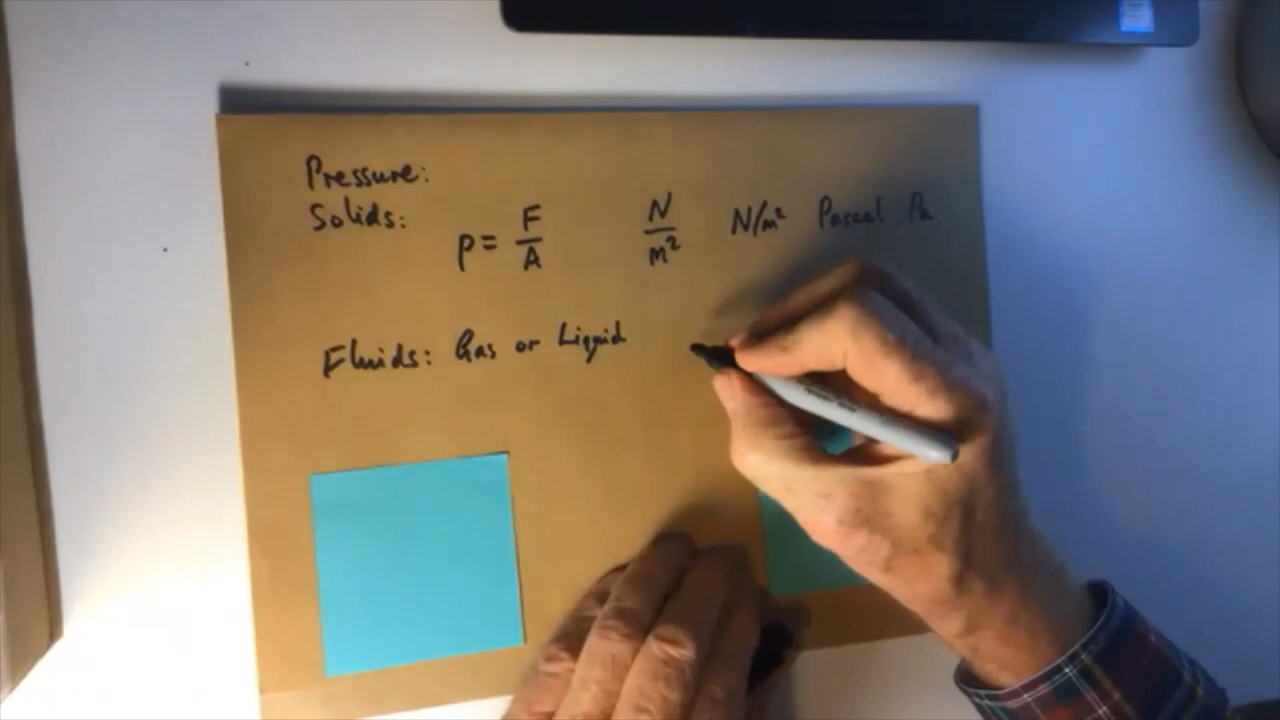 Pressure:
Solids:
p = F/A N/m² N/m² Pascal, Pa
Fluids: Gas or Liquid